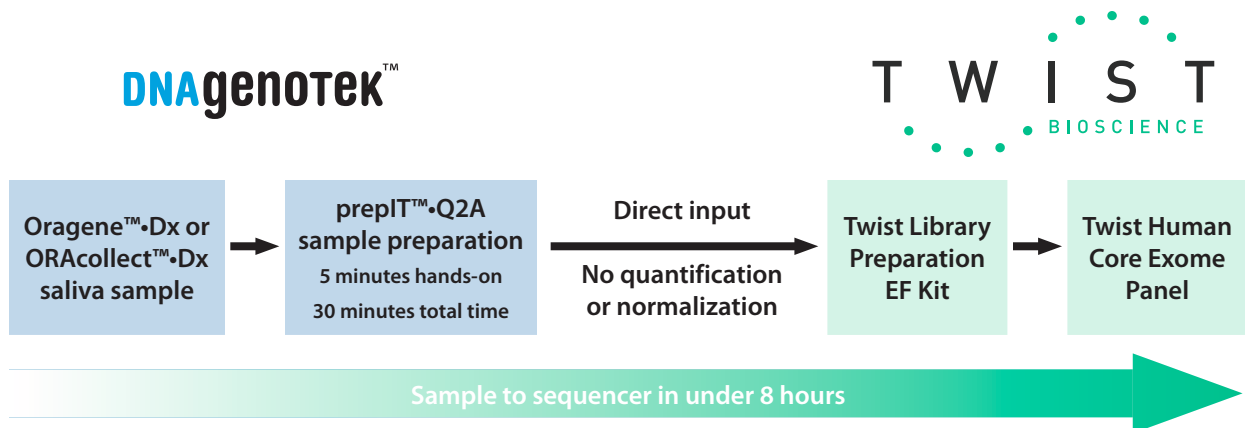 DNAgenotek™
TWIST
BIOSCIENCE
Oragene™•Dx or
ORAcollect™•Dx
saliva sample
prepIT™•Q2A
sample preparation
5 minutes hands-on
30 minutes total time
Direct input
No quantification
or normalization
Twist Library
Preparation
EF Kit
Twist Human
Core Exome
Panel
Sample to sequencer in under 8 hours